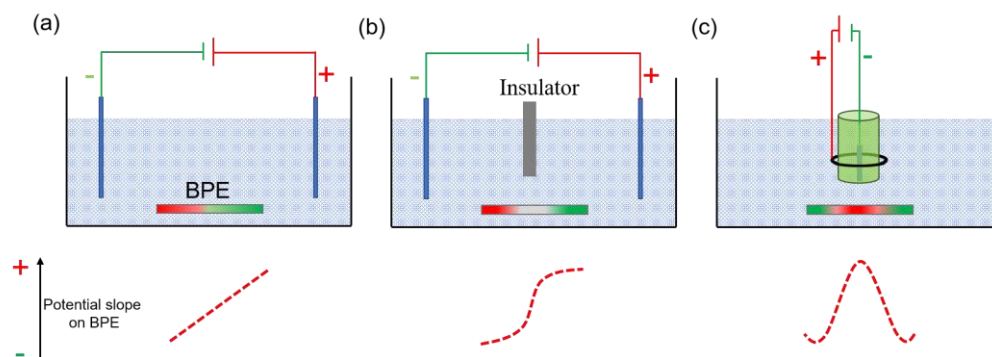 (a)
(b)
(c)
-
+
-
+
+
-
Insulator
BPE
+
Potential slope
on BPE
-